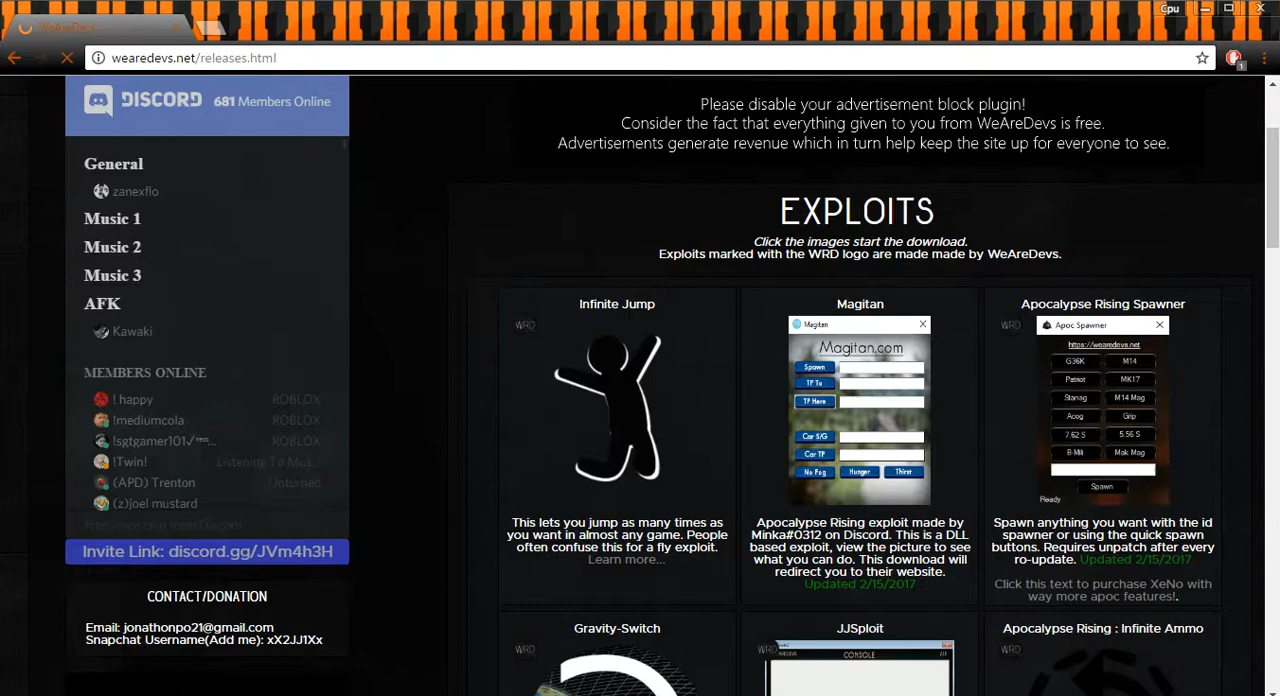 Cpu
WeAreDevs
wearedevs.net/releases.html
1
DISCORD 681 Members Online
General
zanexflo
Music 1
Music 2
Music 3
AFK
Kawaki
MEMBERS ONLINE
! happy ROBLOX
!mediumcola ROBLOX
!sgtgamer101✓ ROBLOX
!Twin! Listening To Mus...
(APD) Trenton Unturned
(z)joel mustard
Free voice chat from Discord
Invite Link: discord.gg/JVm4h3H
CONTACT/DONATION
Email: jonathonpo21@gmail.com
Snapchat Username(Add me): xX2JJ1Xx
Please disable your advertisement block plugin!
Consider the fact that everything given to you from WeAreDevs is free.
Advertisements generate revenue which in turn help keep the site up for everyone to see.
EXPLOITS
Click the images start the download.
Exploits marked with the WRD logo are made made by WeAreDevs.
Infinite Jump
WRD
This lets you jump as many times as
you want in almost any game. People
often confuse this for a fly exploit.
Learn more...
Magitan
Magitan
Magitan.com
Spawn
TP To
TP Here
Car S/G
Car TP
No Fog Hunger Thirst
Apocalypse Rising exploit made by
Minka#0312 on Discord. This is a DLL
based exploit, view the picture to see
what you can do. This download will
redirect you to their website.
Updated 2/15/2017
Apocalypse Rising Spawner
WRD
Apoc Spawner
https://wearedevs.net
G36K M14
Patriot MK17
Stanag M14 Mag
Acog Grip
7.62 S 5.56 S
B-Mili Mak Mag
Spawn
Ready
Spawn anything you want with the id
spawner or using the quick spawn
buttons. Requires unpatch after every
ro-update. Updated 2/15/2017
Click this text to purchase XeNo with
way more apoc features!.
Gravity-Switch
WRD
JJSploit
WRD
CONSOLE
Apocalypse Rising : Infinite Ammo
WRD